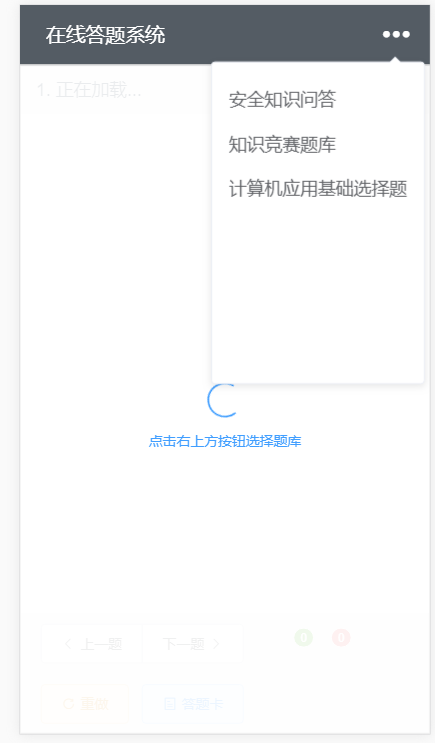 在线答题系统
1. 正在加载...
安全知识问答
知识竞赛题库
计算机应用基础选择题
点击右上方按钮选择题库
上一题 下一题 0 0
重做 答题卡